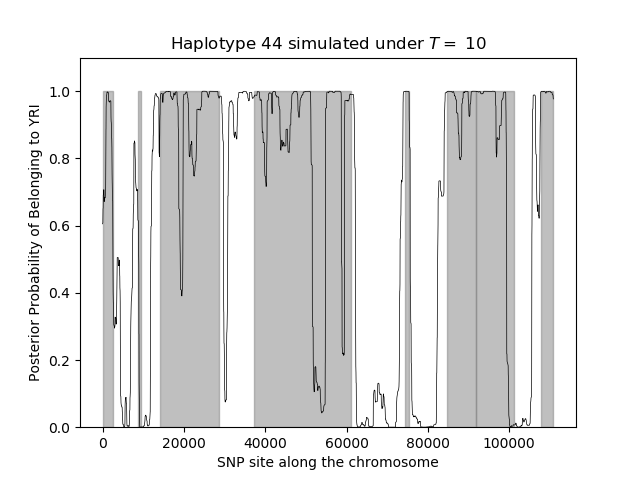 Haplotype 44 simulated under T = 10
Posterior Probability of Belonging to YRI
1.0
0.8
0.6
0.4
0.2
0.0
0 20000 40000 60000 80000 100000
SNP site along the chromosome